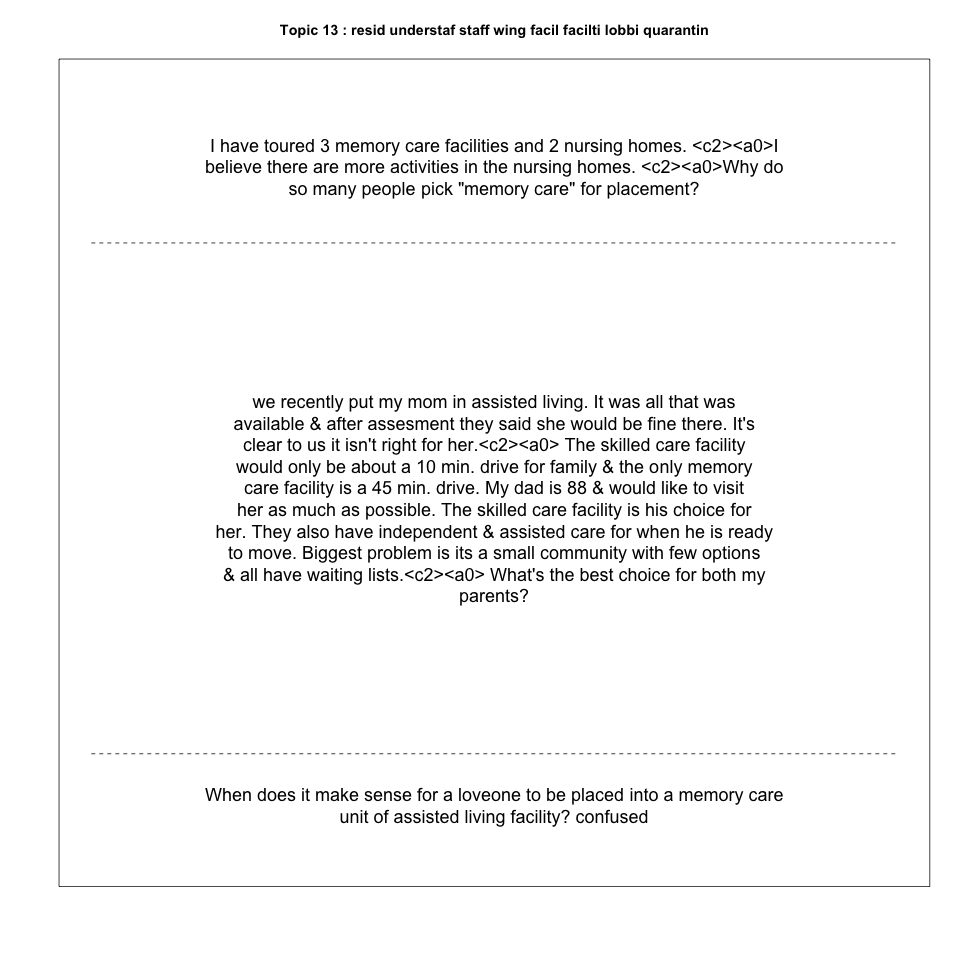 Topic 13 : resid understaf staff wing facil facilti lobbi quarantin
I have toured 3 memory care facilities and 2 nursing homes. <c2><a0>I
believe there are more activities in the nursing homes. <c2><a0>Why do
so many people pick "memory care" for placement?
we recently put my mom in assisted living. It was all that was
available & after assesment they said she would be fine there. It's
clear to us it isn't right for her.<c2><a0> The skilled care facility
would only be about a 10 min. drive for family & the only memory
care facility is a 45 min. drive. My dad is 88 & would like to visit
her as much as possible. The skilled care facility is his choice for
her. They also have independent & assisted care for when he is ready
to move. Biggest problem is its a small community with few options
& all have waiting lists.<c2><a0> What's the best choice for both my
parents?
When does it make sense for a loveone to be placed into a memory care
unit of assisted living facility? confused